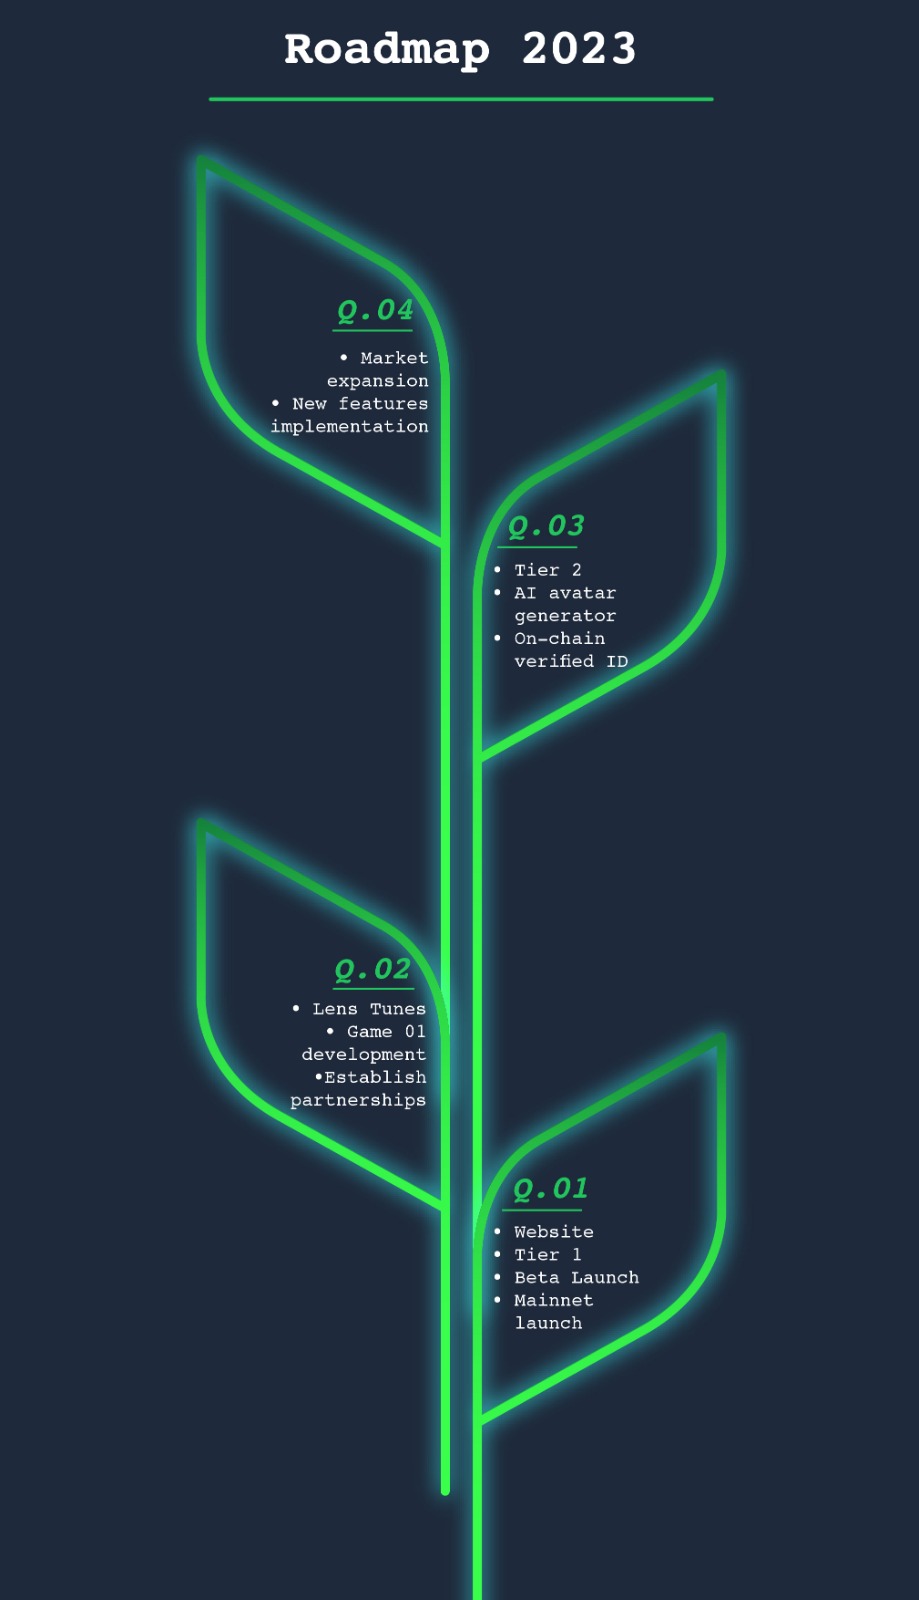 Roadmap 2023
Q.04
• Market
expansion
• New features
implementation
Q.03
• Tier 2
• AI avatar
generator
• On-chain
verified ID
Q.02
• Lens Tunes
• Game 01
development
•Establish
partnerships
Q.01
• Website
• Tier 1
• Beta Launch
• Mainnet
launch